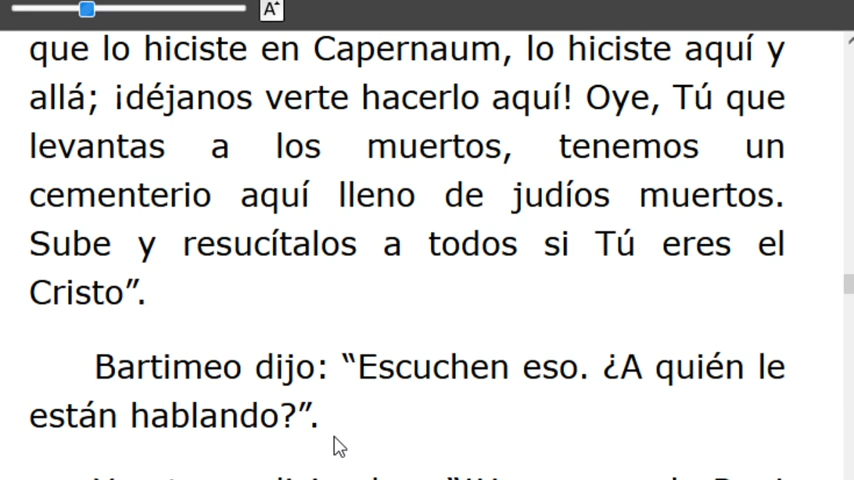 A
que lo hiciste en Capernaum, lo hiciste aquí y
allá; ¡déjanos verte hacerlo aquí! Oye, Tú que
levantas a los muertos, tenemos un
cementerio aquí lleno de judíos muertos.
Sube y resucítalos a todos si Tú eres el
Cristo”.
Bartimeo dijo: “Escuchen eso. ¿A quién le
están hablando?”.